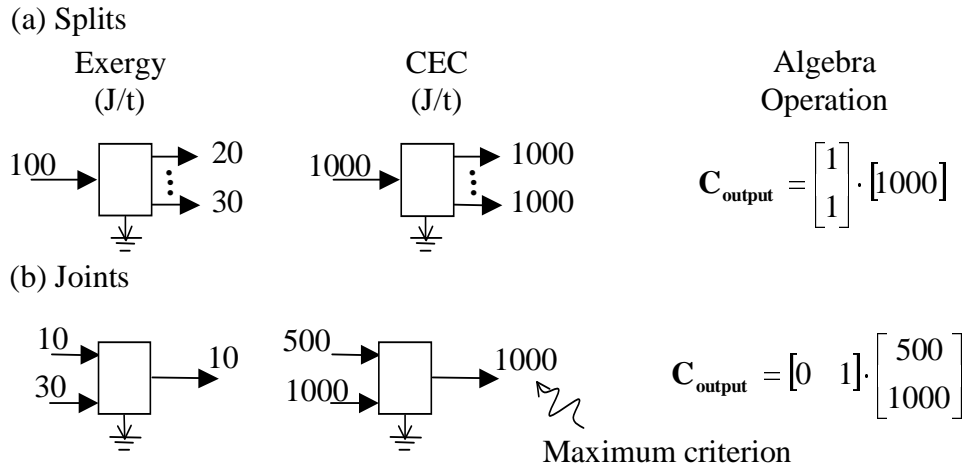 (a) Splits
Exergy
(J/t)
CEC
(J/t)
Algebra
Operation
100
20
30
1000
1000
1000
C_output = [1 1] · [1000]
(b) Joints
10
30
10
500
1000
1000
C_output = [0 1] · [500 1000]
Maximum criterion